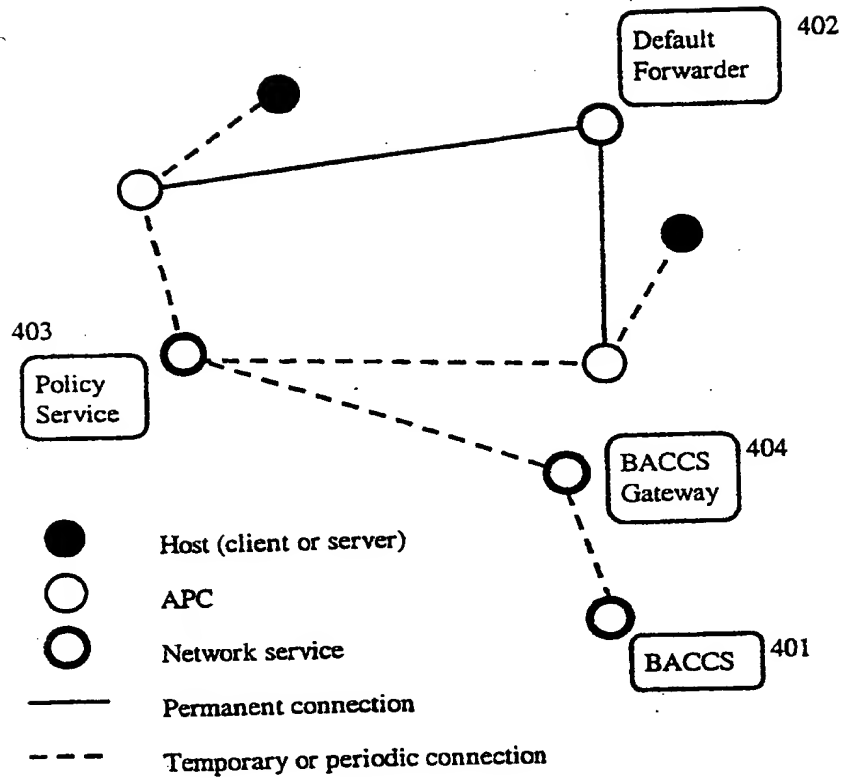 402
Default
Forwarder
403
Policy
Service
BACCS
Gateway
404
Host (client or server)
APC
Network service
BACCS
401
Permanent connection
Temporary or periodic connection